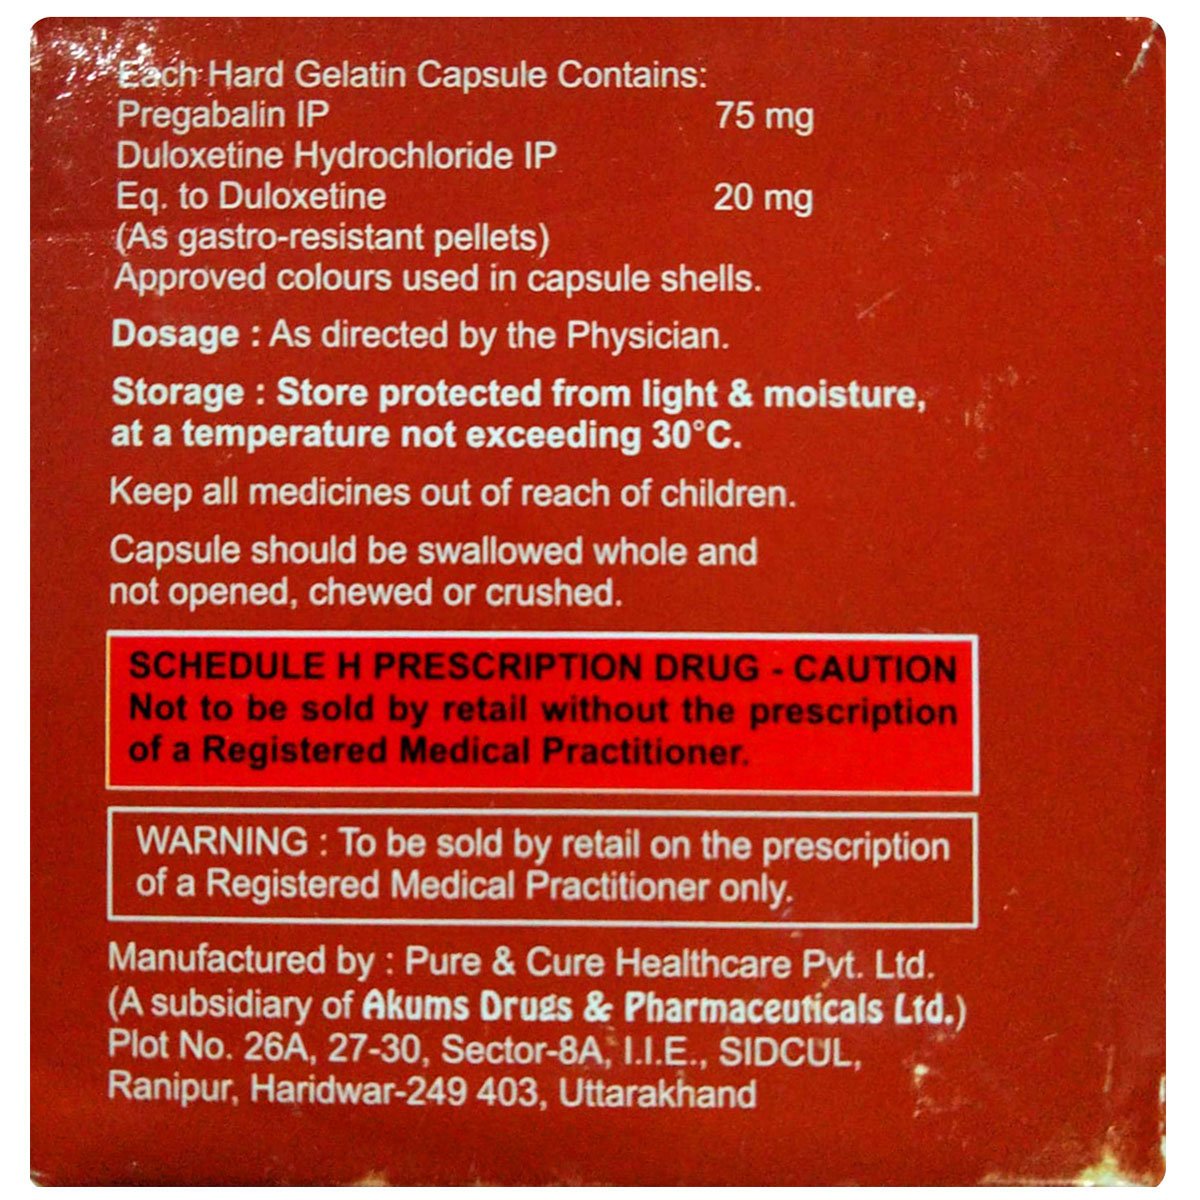 Each Hard Gelatin Capsule Contains:
Pregabalin IP 75 mg
Duloxetine Hydrochloride IP
Eq. to Duloxetine 20 mg
(As gastro-resistant pellets)
Approved colours used in capsule shells.
Dosage : As directed by the Physician.
Storage : Store protected from light & moisture,
at a temperature not exceeding 30°C.
Keep all medicines out of reach of children.
Capsule should be swallowed whole and
not opened, chewed or crushed.
SCHEDULE H PRESCRIPTION DRUG - CAUTION
Not to be sold by retail without the prescription
of a Registered Medical Practitioner.
WARNING : To be sold by retail on the prescription
of a Registered Medical Practitioner only.
Manufactured by : Pure & Cure Healthcare Pvt. Ltd.
(A subsidiary of Akums Drugs & Pharmaceuticals Ltd.)
Plot No. 26A, 27-30, Sector-8A, I.I.E., SIDCUL,
Ranipur, Haridwar-249 403, Uttarakhand